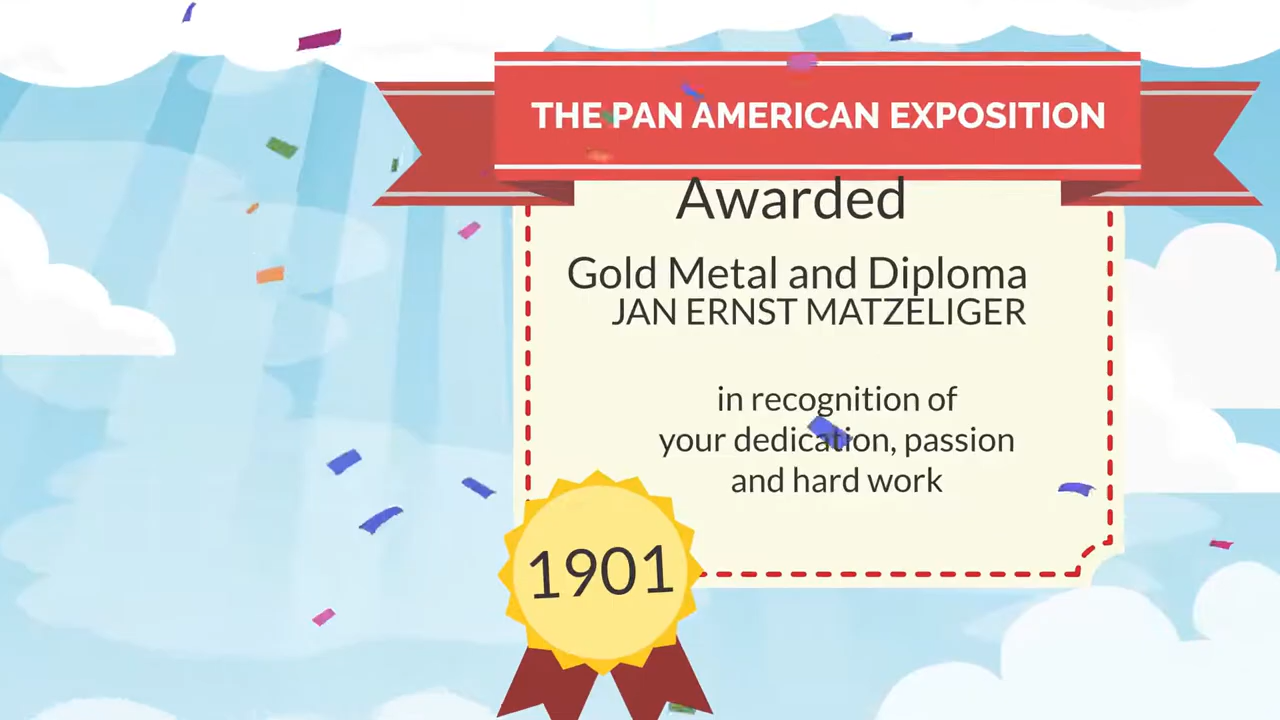 THE PAN AMERICAN EXPOSITION
Awarded
Gold Metal and Diploma
JAN ERNST MATZELIGER
in recognition of
your dedication, passion
and hard work
1901